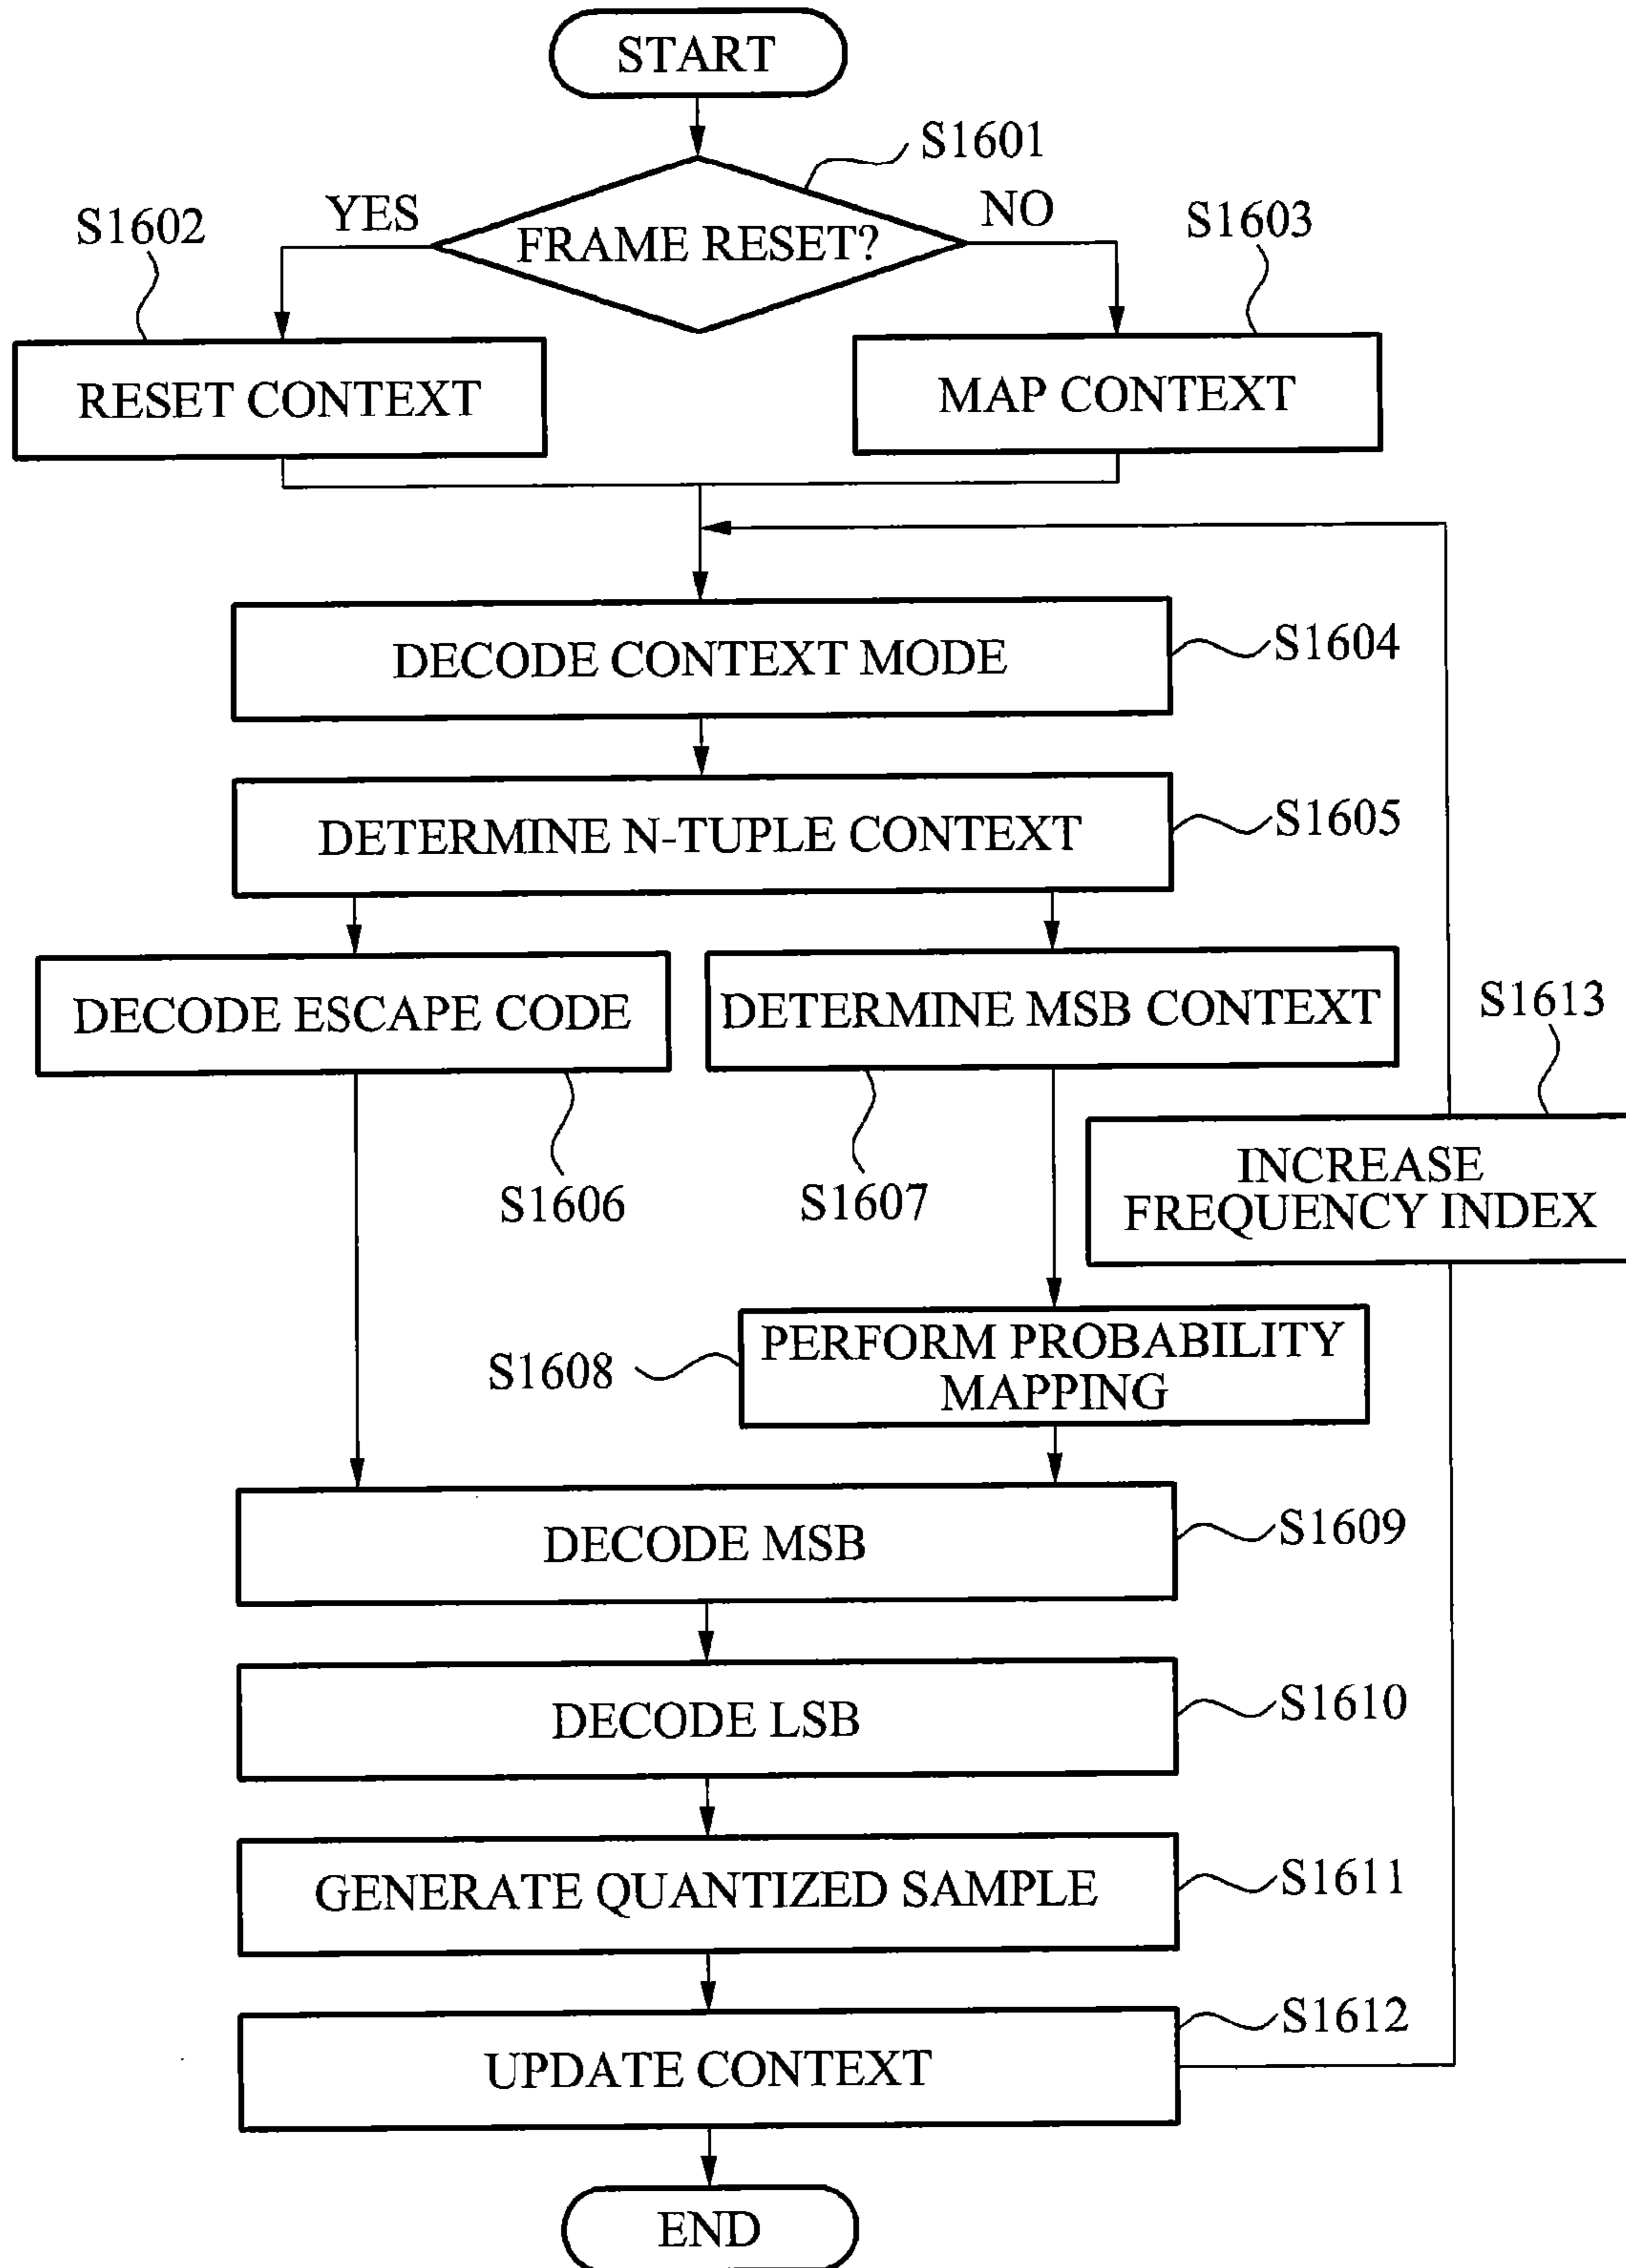 START
S1601
YES
NO
S1602
S1603
FRAME RESET?
RESET CONTEXT
MAP CONTEXT
DECODE CONTEXT MODE
S1604
DETERMINE N-TUPLE CONTEXT
S1605
DECODE ESCAPE CODE
DETERMINE MSB CONTEXT
S1613
S1606
S1607
INCREASE
FREQUENCY INDEX
S1608
PERFORM PROBABILITY
MAPPING
DECODE MSB
S1609
DECODE LSB
S1610
GENERATE QUANTIZED SAMPLE
S1611
UPDATE CONTEXT
S1612
END